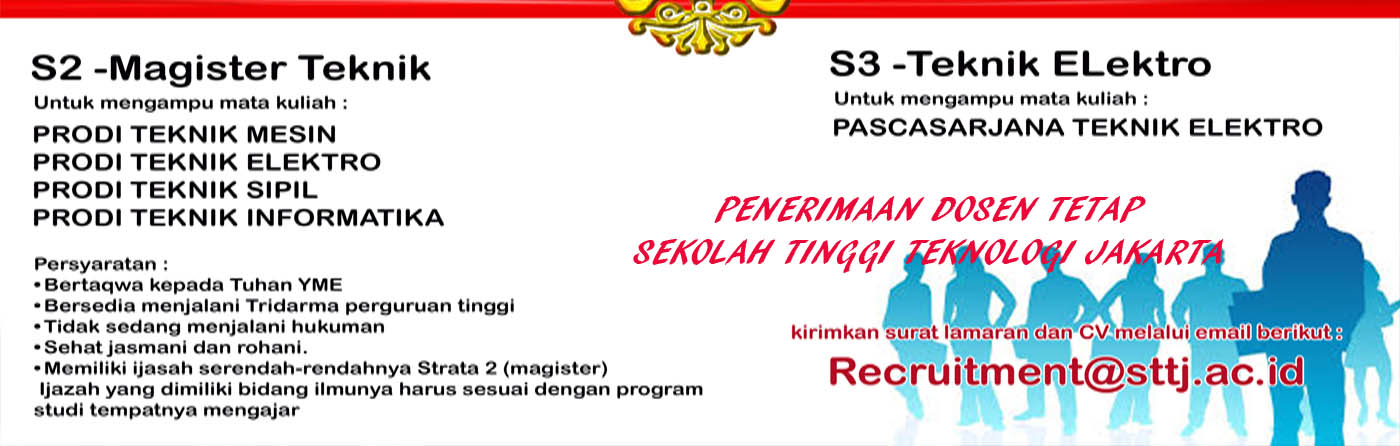 S2 -Magister Teknik
Untuk mengampu mata kuliah :
PRODI TEKNIK MESIN
PRODI TEKNIK ELEKTRO
PRODI TEKNIK SIPIL
PRODI TEKNIK INFORMATIKA
Persyaratan :
•Bertaqwa kepada Tuhan YME
•Bersedia menjalani Tridarma perguruan tinggi
•Tidak sedang menjalani hukuman
•Sehat jasmani dan rohani.
•Memiliki ijasah serendah-rendahnya Strata 2 (magister)
Ijazah yang dimiliki bidang ilmunya harus sesuai dengan program
studi tempatnya mengajar
S3 -Teknik ELektro
Untuk mengampu mata kuliah :
PASCASARJANA TEKNIK ELEKTRO
PENERIMAAN DOSEN TETAP
SEKOLAH TINGGI TEKNOLOGI JAKARTA
kirimkan surat lamaran dan CV melalui email berikut :
Recruitment@sttj.ac.id